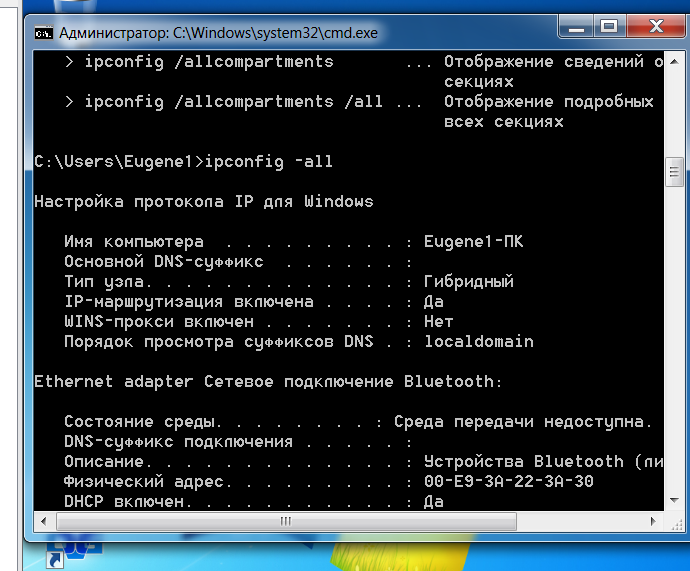 Администратор: C:\Windows\system32\cmd.exe
> ipconfig /allcompartments ... Отображение сведений о
секциях
> ipconfig /allcompartments /all ... Отображение подробных
всех секциях
C:\Users\Eugene1>ipconfig -all
Настройка протокола IP для Windows
Имя компьютера . . . . . . . . . : Eugene1-ПК
Основной DNS-суффикс . . . . . . :
Тип узла. . . . . . . . . . . . . : Гибридный
IP-маршрутизация включена . . . . : Да
WINS-прокси включен . . . . . . . : Нет
Порядок просмотра суффиксов DNS . : localdomain
Ethernet adapter Сетевое подключение Bluetooth:
Состояние среды. . . . . . . . : Среда передачи недоступна.
DNS-суффикс подключения . . . . . :
Описание. . . . . . . . . . . . . : Устройства Bluetooth (ли
Физический адрес. . . . . . . . . : 00-E9-3A-22-3A-30
DHCP включен. . . . . . . . . . . : Да